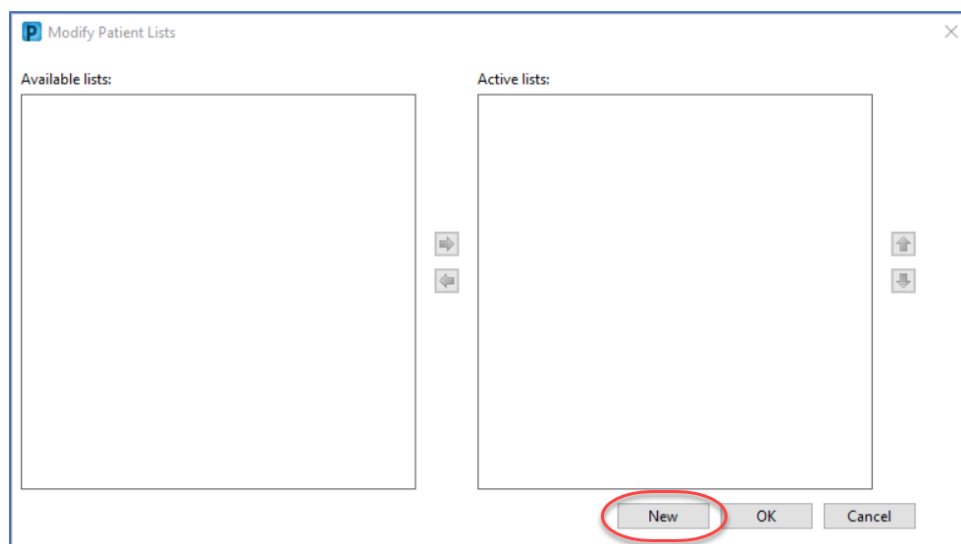 P Modify Patient Lists
Available lists:
Active lists:
New
OK
Cancel